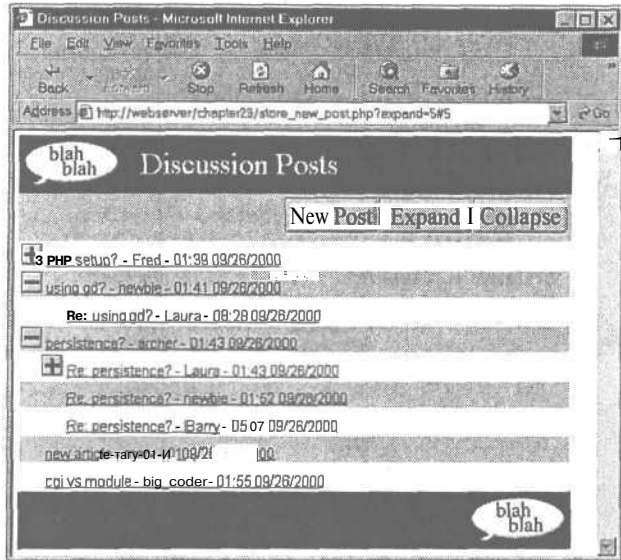 Discussion Posts - Microsoft Internet Explorer
File Edit View Favorites Tools Help
Back Forward Stop Refresh Home Search Favorites History
Address http://webserver/chapter29/store_new_post.php?expand=5#5 Go
blah
blah
Discussion Posts
New Post Expand I Collapse
3 PHP setup? - Fred - 01:39 09/26/2000
using gd? - newbie - 01:41 09/26/2000
Re: using gd? - Laura - 08:28 09/26/2000
persistence? - archer - 01:43 09/26/2000
Re: persistence? - Laura - 01:43 09/26/2000
Re: persistence? - newbie - 01:52 09/26/2000
Re: persistence? - Barry - 05 07 09/26/2000
new
cgi vs module - big_coder- 01:55 09/26/2000
blah
blah